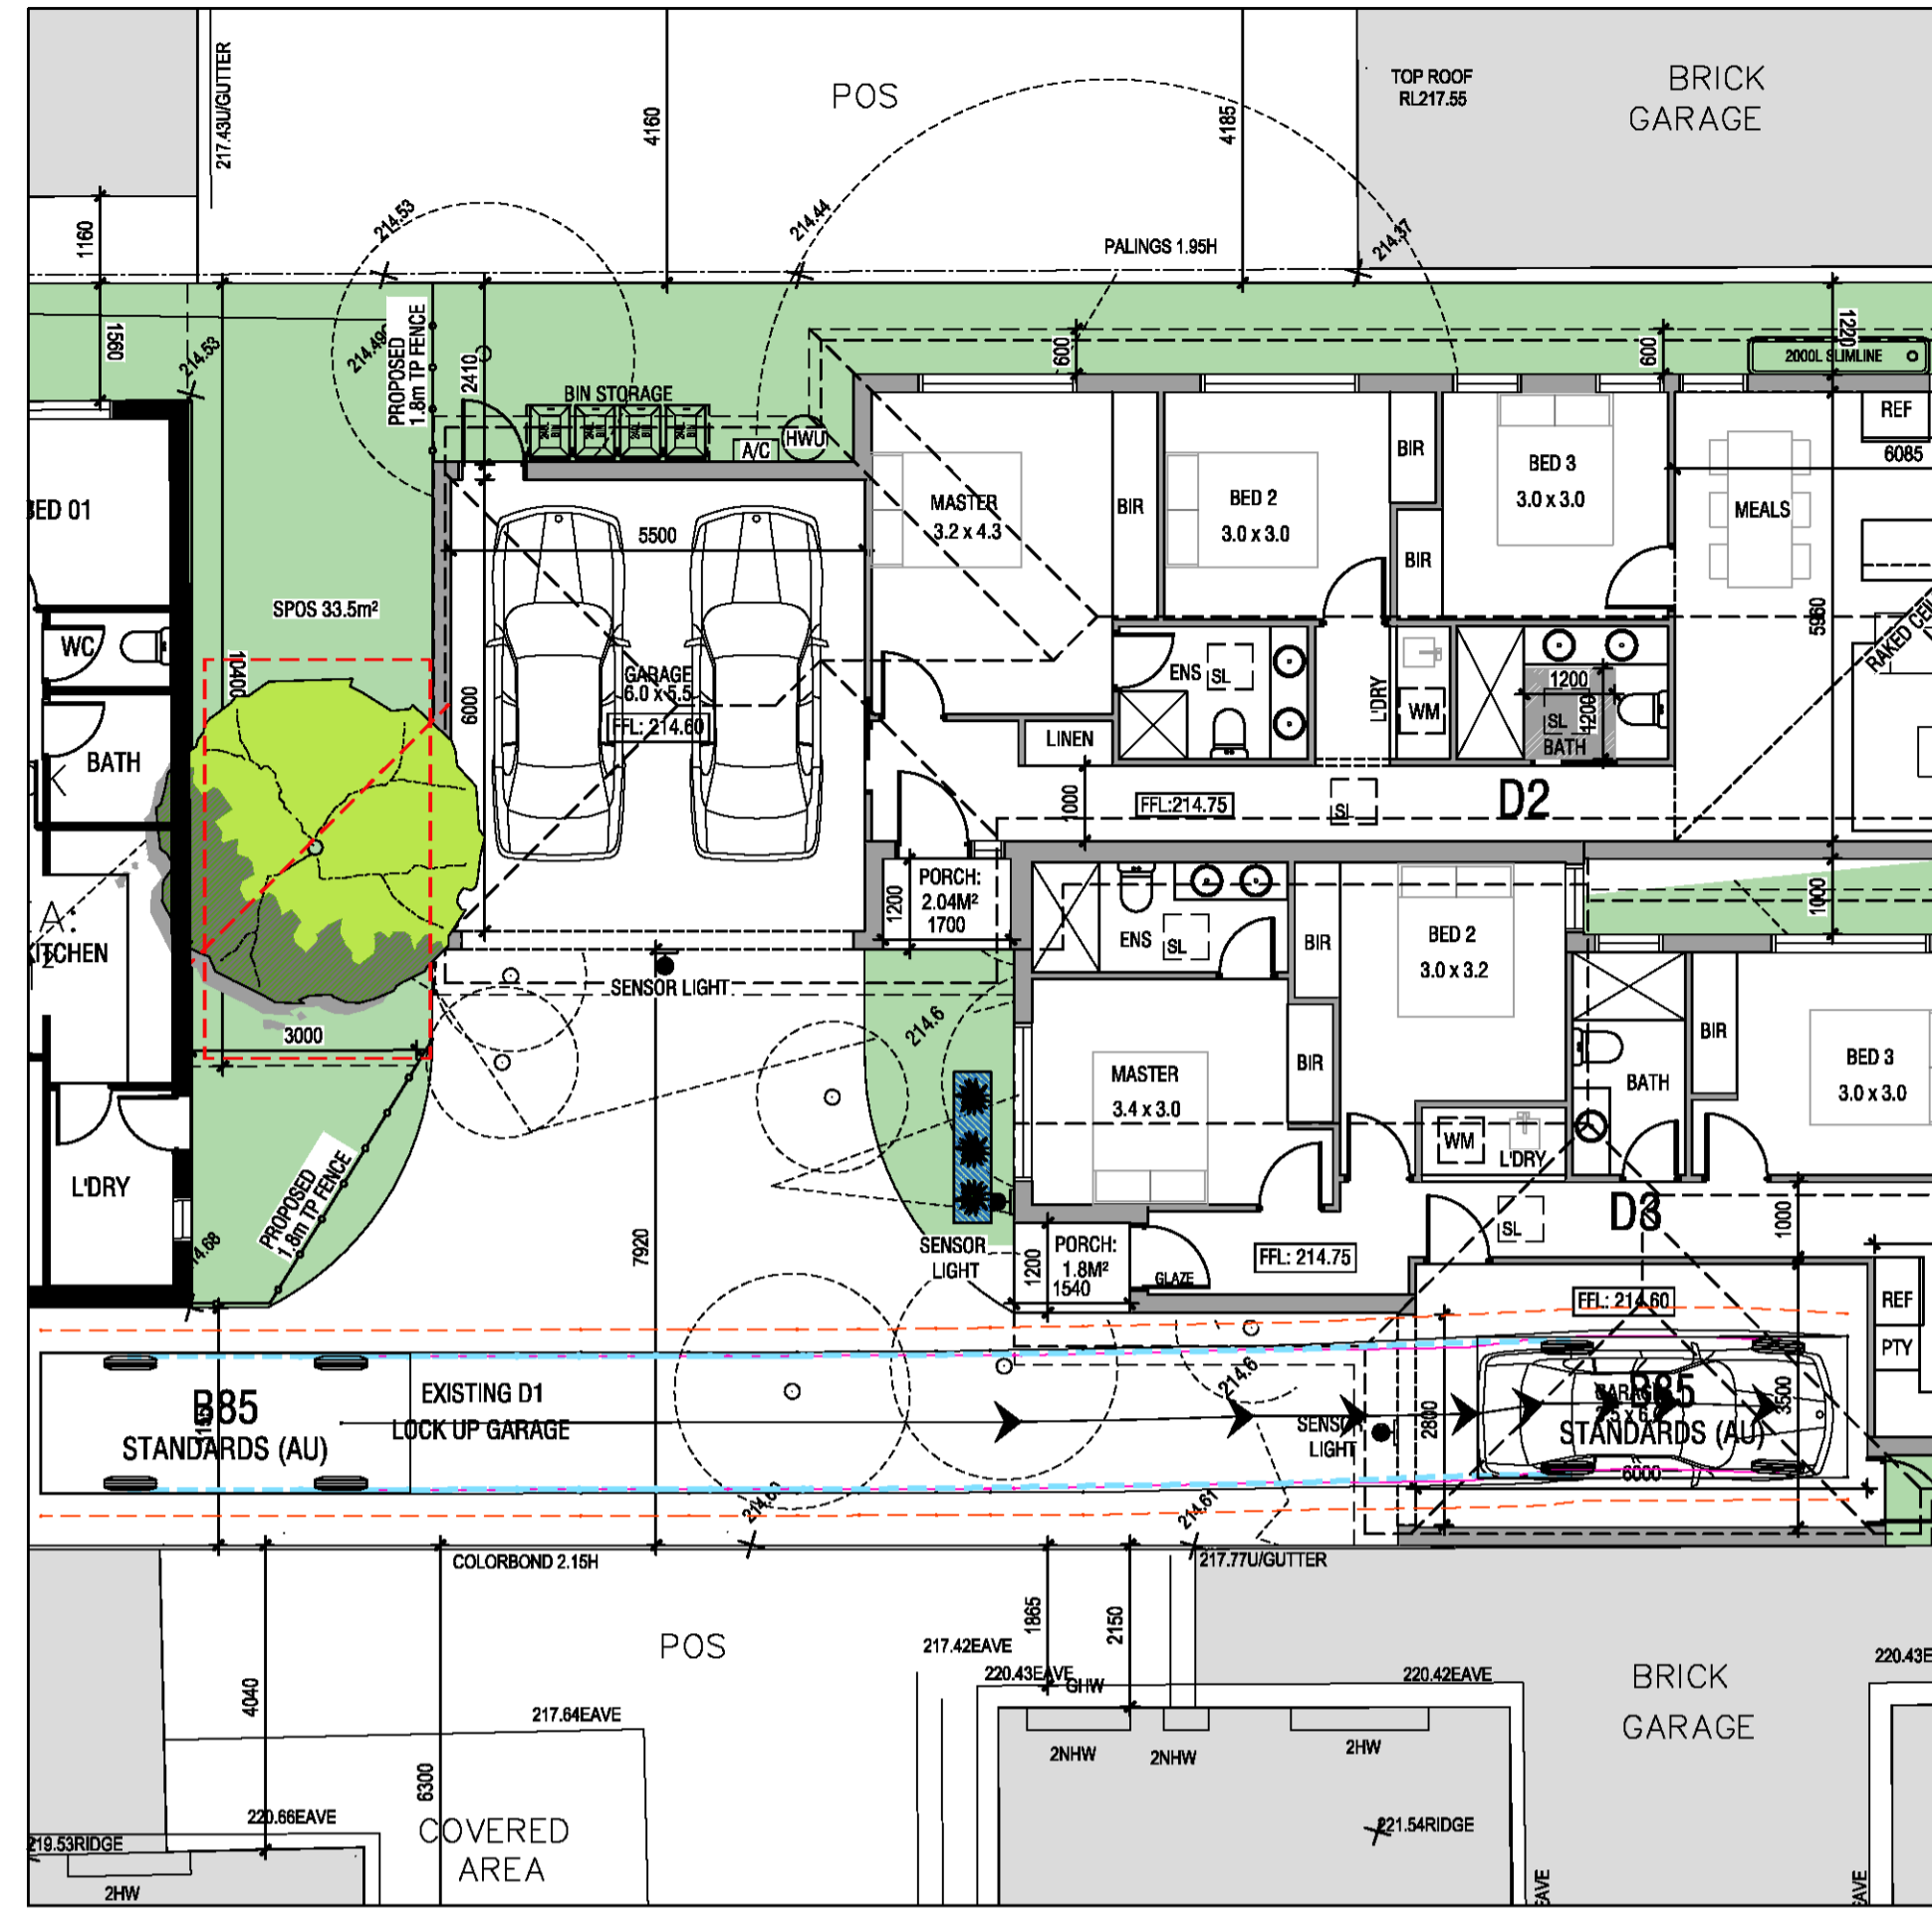 217.43U/GUTTER
POS
4160
4185
TOP ROOF
RL217.55
BRICK
GARAGE
1160
214.53
214.44
PALINGS 1.95H
214.37
1560
214.53
PROPOSED
1.8m TP FENCE
2410
BIN STORAGE
A/C
HWU
600
600
1220
2000L SLIMLINE
REF
6085
MASTER
3.2 x 4.3
BIR
BED 2
3.0 x 3.0
BIR
BIR
BED 3
3.0 x 3.0
MEALS
5500
BED 01
SPOS 33.5m²
10400
WC
BATH
KITCHEN
L'DRY
GARAGE
6.0 x 5.5
FFL: 214.60
6000
ENS
SL
L'DRY
WM
1200
1200
SL
BATH
5960
LINEN
1000
FFL:214.75
SL
D2
PORCH:
2.04M²
1700
1200
ENS
SL
BIR
BED 2
3.0 x 3.2
1000
SENSOR LIGHT
214.6
3000
MASTER
3.4 x 3.0
BIR
BATH
BIR
BED 3
3.0 x 3.0
WM
L'DRY
PROPOSED
1.8m TP FENCE
7920
SENSOR
LIGHT
PORCH:
1.8M²
1540
1200
GLAZE
FFL: 214.75
SL
D3
1000
FFL: 214.60
REF
PTY
B85
STANDARDS (AU)
EXISTING D1
LOCK UP GARAGE
214.6
SENSOR
LIGHT
2800
B85
STANDARDS (AU)
3500
6000
214.61
COLORBOND 2.15H
217.77U/GUTTER
POS
1865
2150
217.42EAVE
220.43EAVE
GHW
220.42EAVE
BRICK
GARAGE
4040
217.64EAVE
2NHW
2NHW
2HW
6300
220.66EAVE
COVERED
AREA
219.53RIDGE
2HW
221.54RIDGE